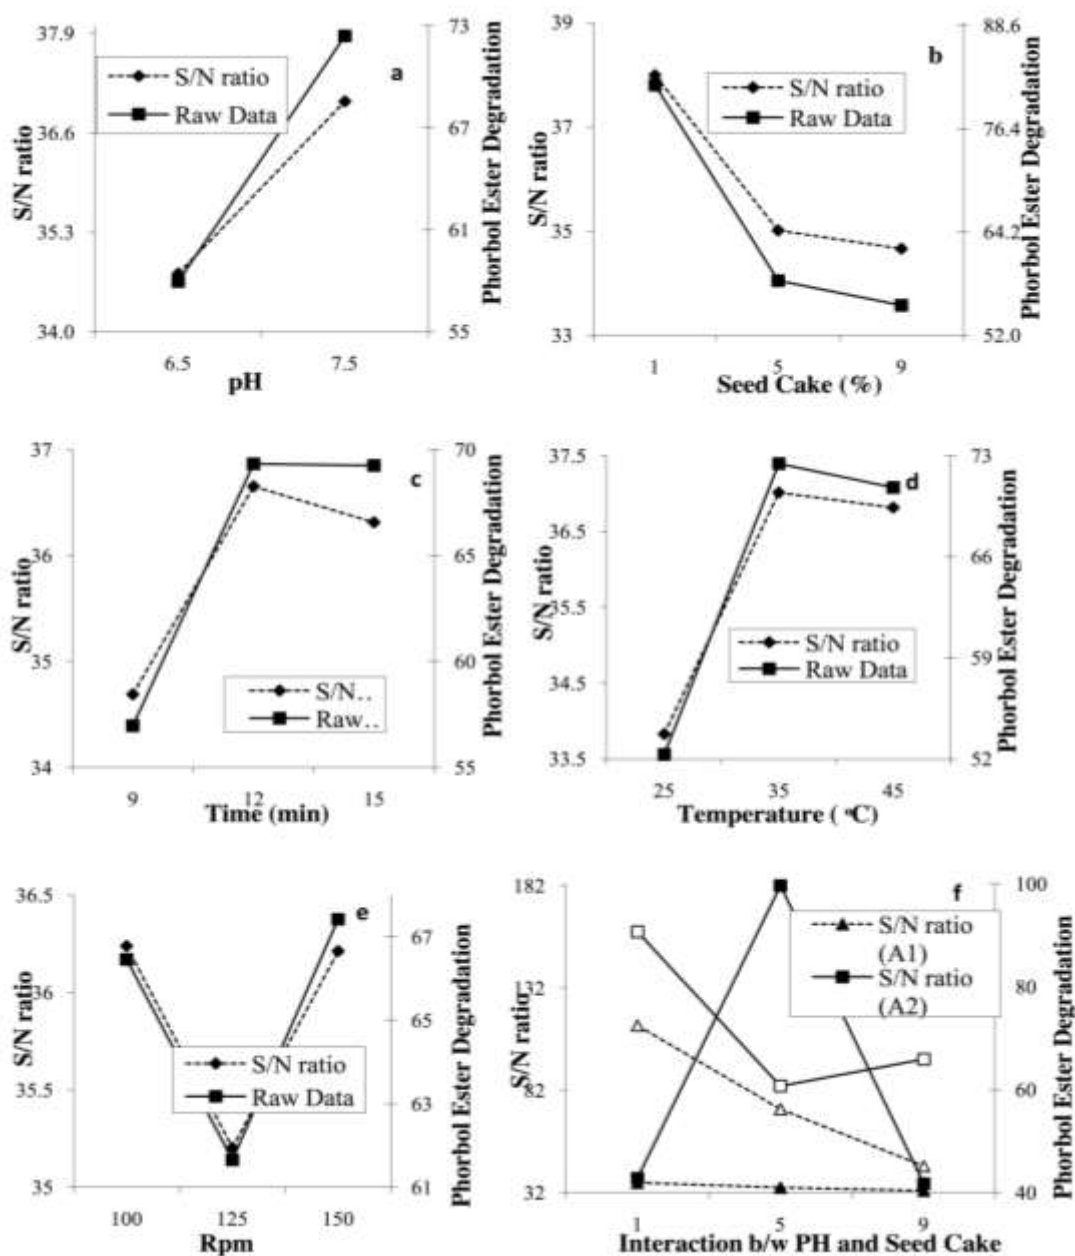 37.9
36.6
35.3
34.0
S/N ratio
S/N ratio
Raw Data
a
73
67
61
55
Phorbol Ester Degradation
6.5
7.5
pH
39
37
35
33
S/N ratio
b
S/N ratio
Raw Data
88.6
76.4
64.2
52.0
Phorbol Ester Degradation
1
5
9
Seed Cake (%)
37
36
35
34
S/N ratio
c
S/N..
Raw..
70
65
60
55
Phorbol Ester Degradation
9
12
15
Time (min)
37.5
36.5
35.5
34.5
33.5
S/N ratio
d
S/N ratio
Raw Data
73
66
59
52
Phorbol Ester Degradation
25
35
45
Temperature ( °C)
36.5
36
35.5
35
S/N ratio
e
S/N ratio
Raw Data
67
65
63
61
Phorbol Ester Degradation
100
125
150
Rpm
182
132
82
32
S/N ratio
f
S/N ratio
(A1)
S/N ratio
(A2)
100
80
60
40
Phorbol Ester Degradation
1
5
9
Interaction b/w PH and Seed Cake